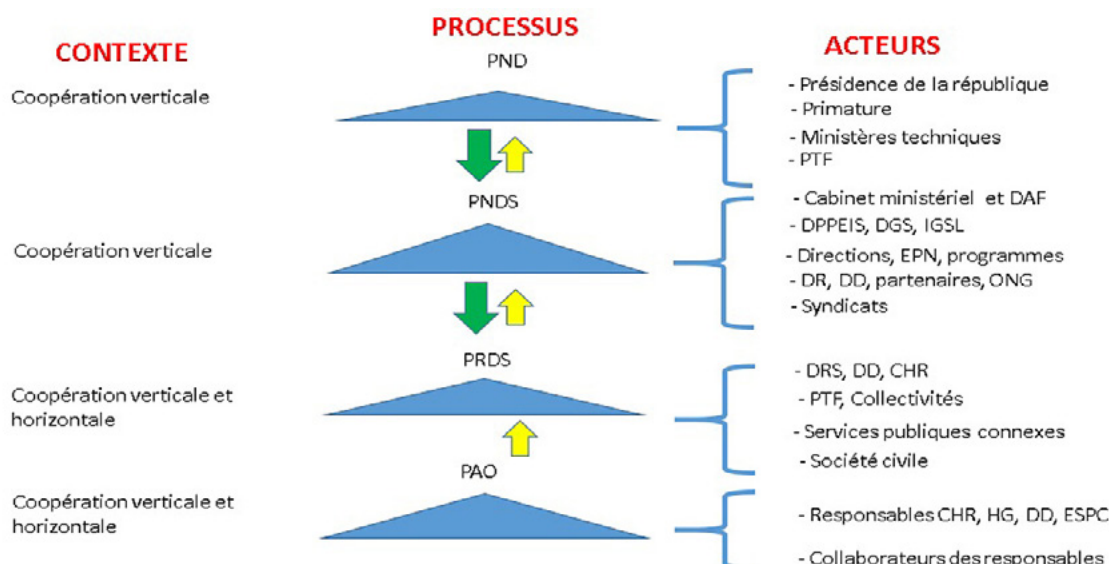 CONTEXTE
PROCESSUS
ACTEURS
PND
Coopération verticale
- Présidence de la république
- Primature
- Ministères techniques
- PTF
PNDS
Coopération verticale
- Cabinet ministériel et DAF
- DPPEIS, DGS, IGSL
- Directions, EPN, programmes
- DR, DD, partenaires, ONG
- Syndicats
PRDS
Coopération verticale et
horizontale
- DRS, DD, CHR
- PTF, Collectivités
- Services publiques connexes
- Société civile
PAO
Coopération verticale et
horizontale
- Responsables CHR, HG, DD, ESPC
- Collaborateurs des responsables